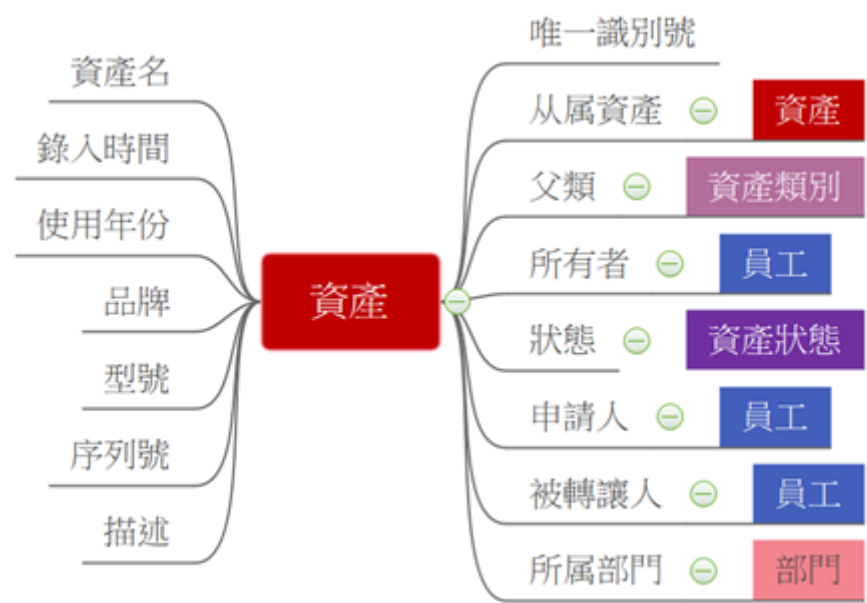 資產名
錄入時間
使用年份
品牌
型號
序列號
描述
資產
唯一識別號
从属資產 資產
父類 資產類別
所有者 員工
狀態 資產狀態
申請人 員工
被轉讓人 員工
所属部門 部門